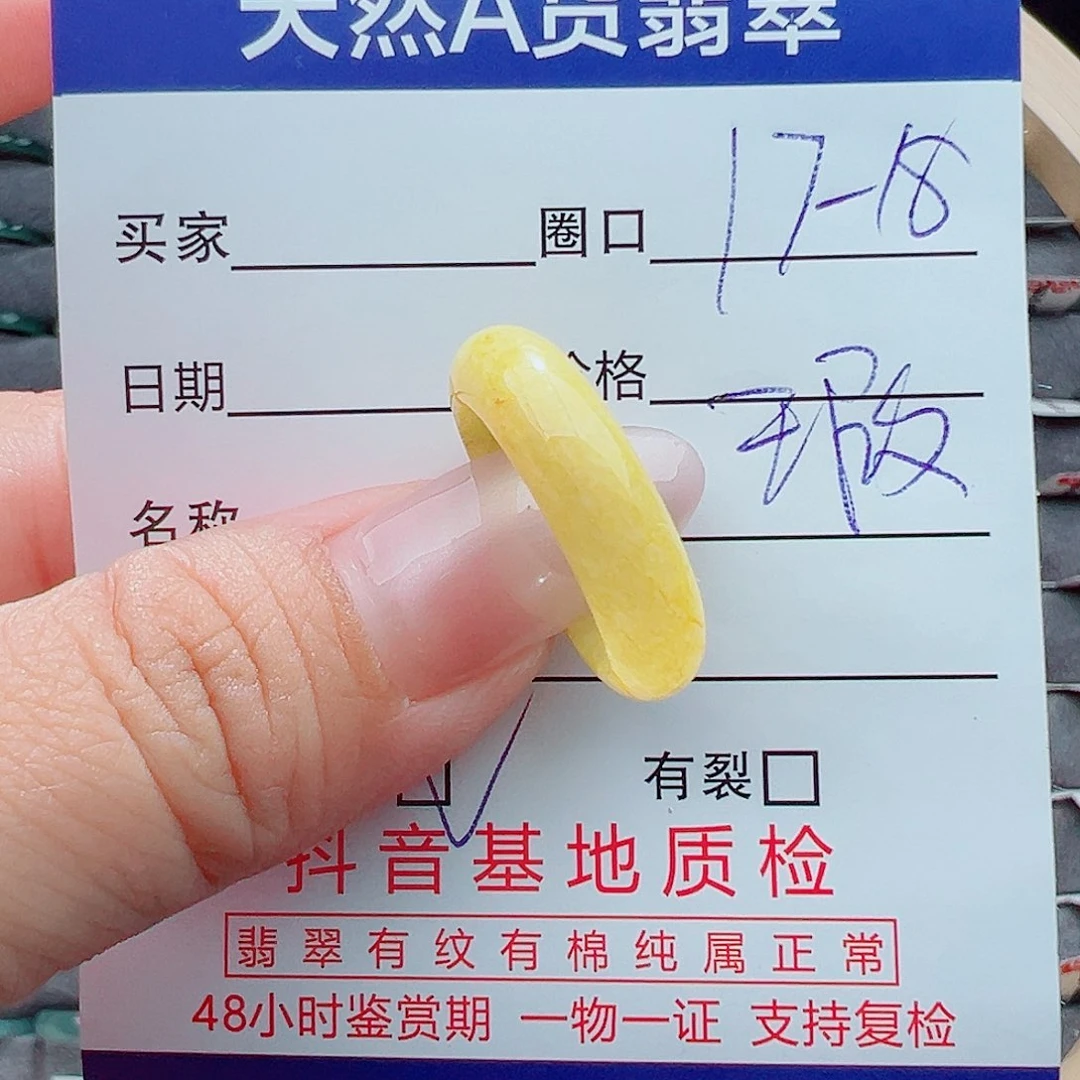 天然A货翡翠
买家 圈口 17-18
日期 价格
名称
有裂
抖音基地质检
翡翠有纹有棉纯属正常
48小时鉴赏期 一物一证 支持复检